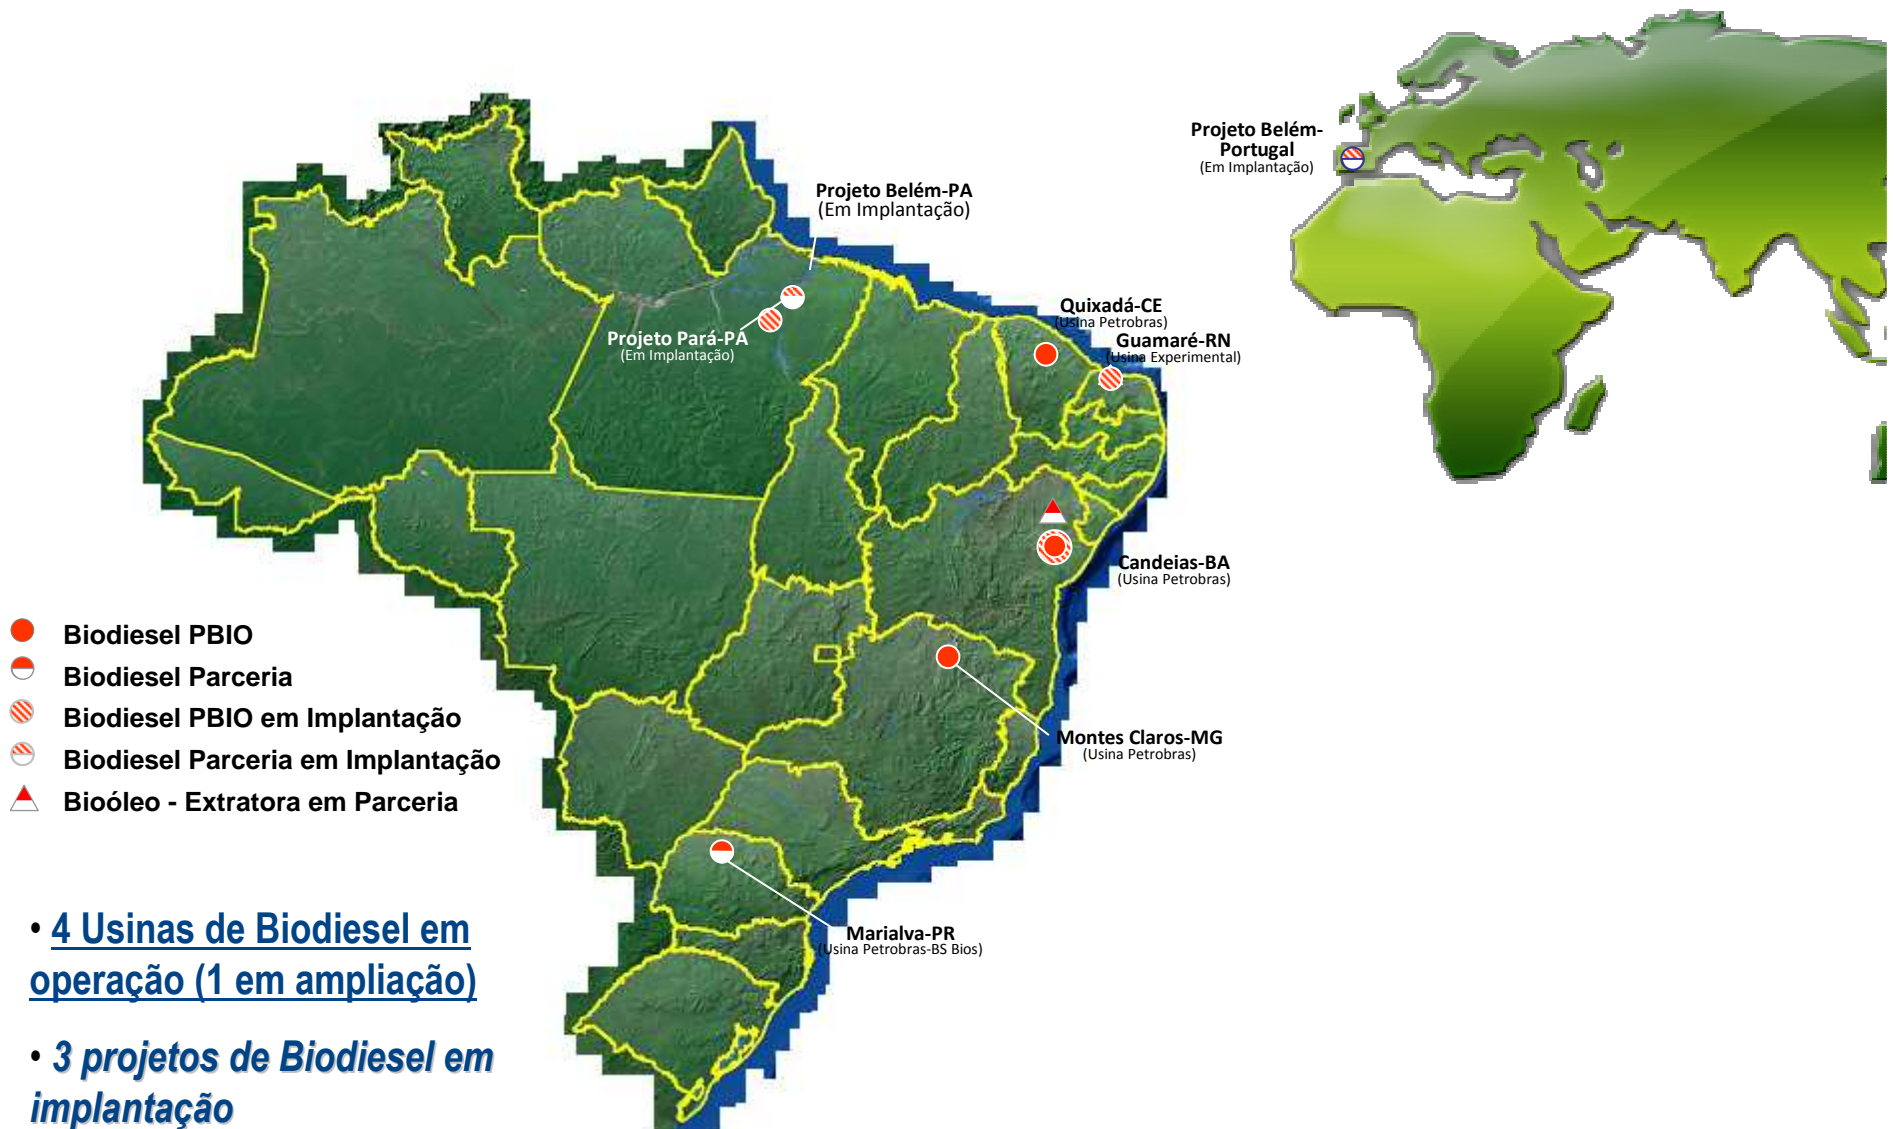 Projeto Belém-
Portugal
(Em Implantação)
Projeto Belém-PA
(Em Implantação)
Quixadá-CE
(Usina Petrobras)
Guamaré-RN
(Usina Experimental)
Projeto Pará-PA
(Em Implantação)
Candeias-BA
(Usina Petrobras)
Biodiesel PBIO
Biodiesel Parceria
Biodiesel PBIO em Implantação
Biodiesel Parceria em Implantação
Bioóleo - Extratora em Parceria
Montes Claros-MG
(Usina Petrobras)
Marialva-PR
(Usina Petrobras-BS Bios)
• 4 Usinas de Biodiesel em
operação (1 em ampliação)
• 3 projetos de Biodiesel em
implantação